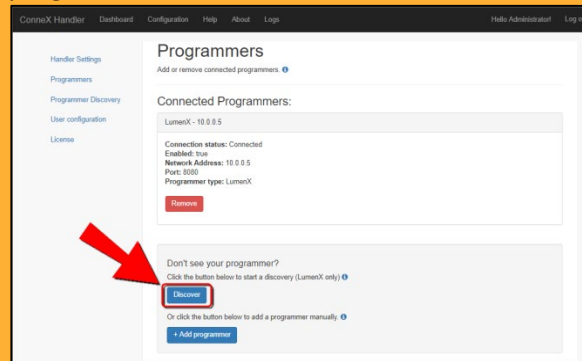 ConneX Handler Dashboard Configuration Help About Logs Hello Administrator! Log
Handler Settings
Programmers
Programmer Discovery
User configuration
License
Programmers
Add or remove connected programmers.
Connected Programmers:
LumenX - 10.0.0.5
Connection status: Connected
Enabled: true
Network Address: 10.0.0.5
Port: 8080
Programmer type: LumenX
Remove
Don't see your programmer?
Click the button below to start a discovery (LumenX only)
Discover
Or click the button below to add a programmer manually.
+ Add programmer